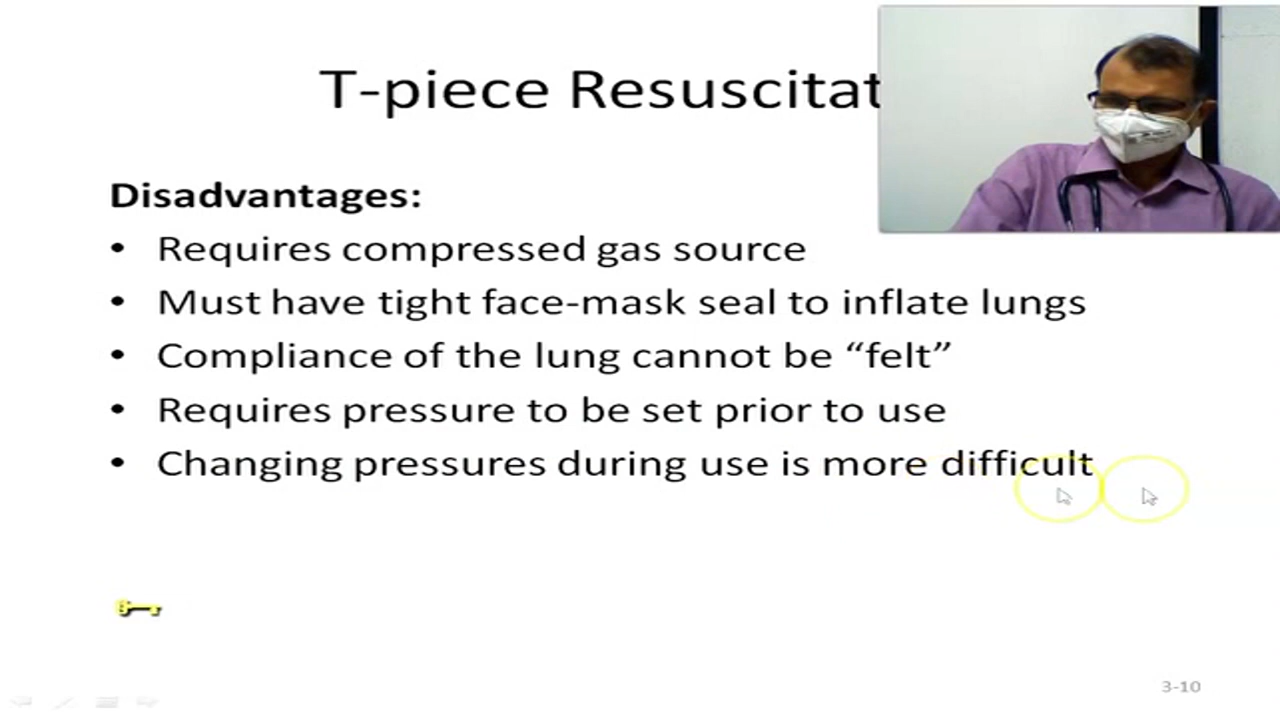 T-piece Resuscitat
Disadvantages:
• Requires compressed gas source
• Must have tight face-mask seal to inflate lungs
• Compliance of the lung cannot be “felt”
• Requires pressure to be set prior to use
• Changing pressures during use is more difficult
3-10